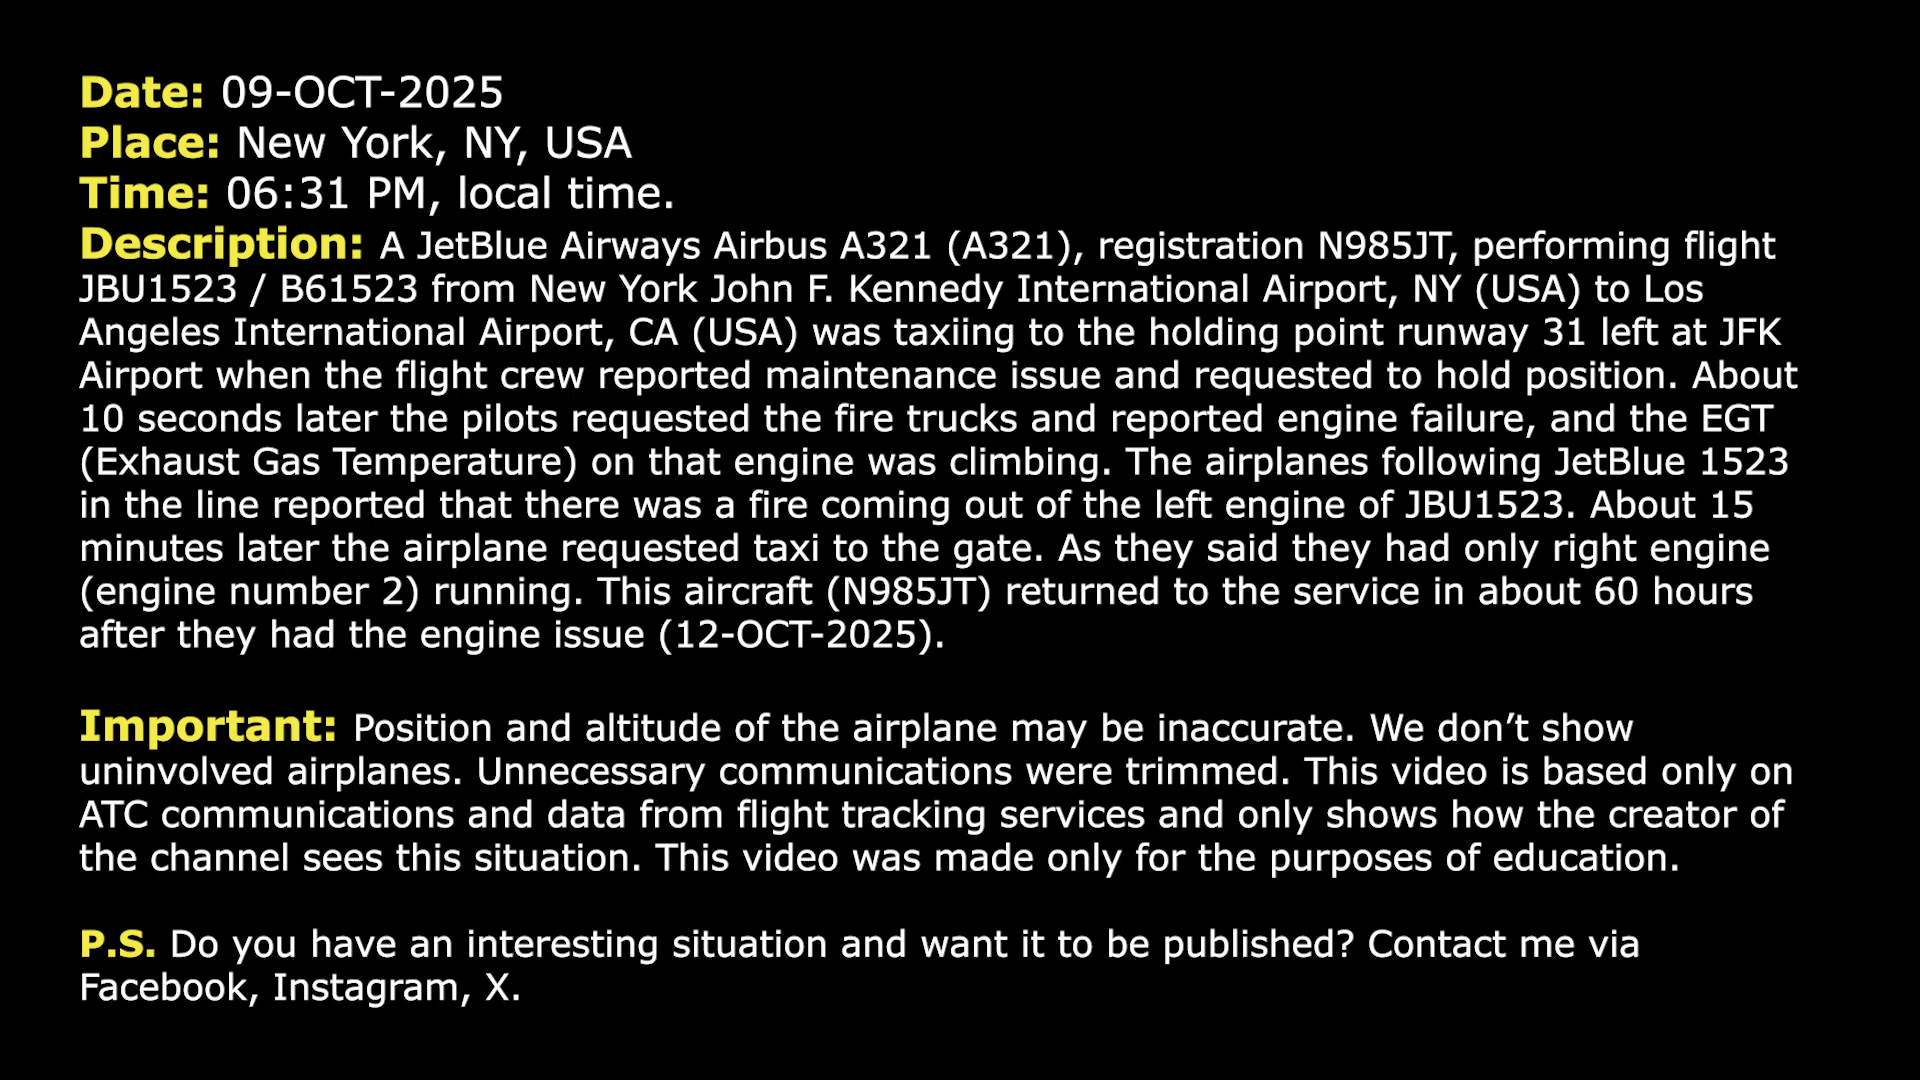 Date: 09-OCT-2025
Place: New York, NY, USA
Time: 06:31 PM, local time.
Description: A JetBlue Airways Airbus A321 (A321), registration N985JT, performing flight
JBU1523 / B61523 from New York John F. Kennedy International Airport, NY (USA) to Los
Angeles International Airport, CA (USA) was taxiing to the holding point runway 31 left at JFK
Airport when the flight crew reported maintenance issue and requested to hold position. About
10 seconds later the pilots requested the fire trucks and reported engine failure, and the EGT
(Exhaust Gas Temperature) on that engine was climbing. The airplanes following JetBlue 1523
in the line reported that there was a fire coming out of the left engine of JBU1523. About 15
minutes later the airplane requested taxi to the gate. As they said they had only right engine
(engine number 2) running. This aircraft (N985JT) returned to the service in about 60 hours
after they had the engine issue (12-OCT-2025).
Important: Position and altitude of the airplane may be inaccurate. We don’t show
uninvolved airplanes. Unnecessary communications were trimmed. This video is based only on
ATC communications and data from flight tracking services and only shows how the creator of
the channel sees this situation. This video was made only for the purposes of education.
P.S. Do you have an interesting situation and want it to be published? Contact me via
Facebook, Instagram, X.